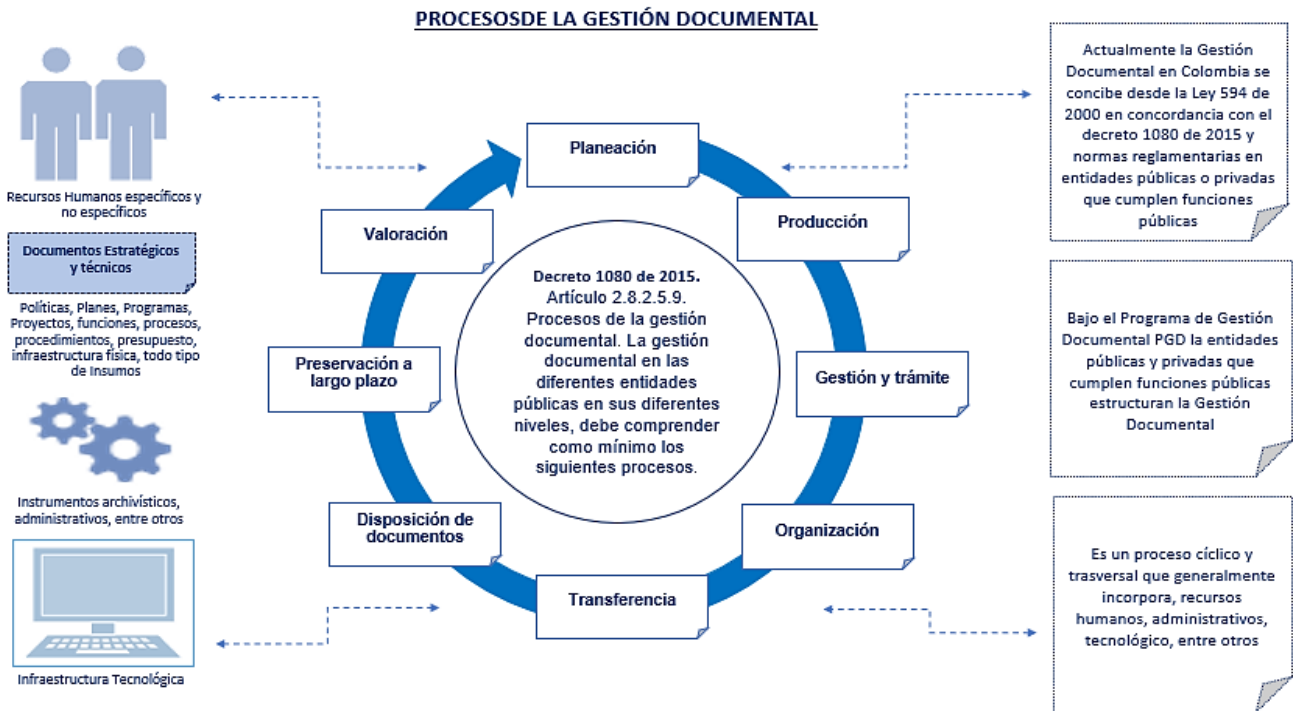 PROCESOSDE LA GESTIÓN DOCUMENTAL
Recursos Humanos específicos y
no específicos
Documentos Estratégicos
y técnicos
Políticas, Planes, Programas,
Proyectos, funciones, procesos,
procedimientos, presupuesto,
infraestructura física, todo tipo
de Insumos
Instrumentos archivísticos,
administrativos, entre otros
Infraestructura Tecnológica
Planeación
Producción
Gestión y trámite
Organización
Transferencia
Disposición de
documentos
Preservación a
largo plazo
Valoración
Decreto 1080 de 2015.
Artículo 2.8.2.5.9.
Procesos de la gestión
documental. La gestión
documental en las
diferentes entidades
públicas en sus diferentes
niveles, debe comprender
como mínimo los
siguientes procesos.
Actualmente la Gestión
Documental en Colombia se
concibe desde la Ley 594 de
2000 en concordancia con el
decreto 1080 de 2015 y
normas reglamentarias en
entidades públicas o privadas
que cumplen funciones
públicas
Bajo el Programa de Gestión
Documental PGD la entidades
públicas y privadas que
cumplen funciones públicas
estructuran la Gestión
Documental
Es un proceso cíclico y
trasversal que generalmente
incorpora, recursos
humanos, administrativos,
tecnológico, entre otros